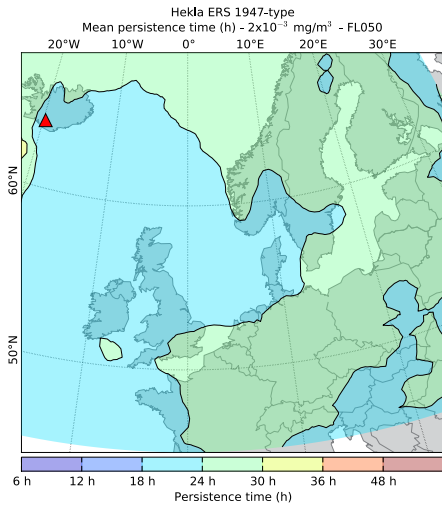 Hekla ERS 1947-type
Mean persistence time (h) - 2x10⁻³ mg/m³ - FL050
20°W 10°W 0°E 10°E 20°E 30°E
60°N
50°N
6 h 12 h 18 h 24 h 30 h 36 h 48 h
Persistence time (h)